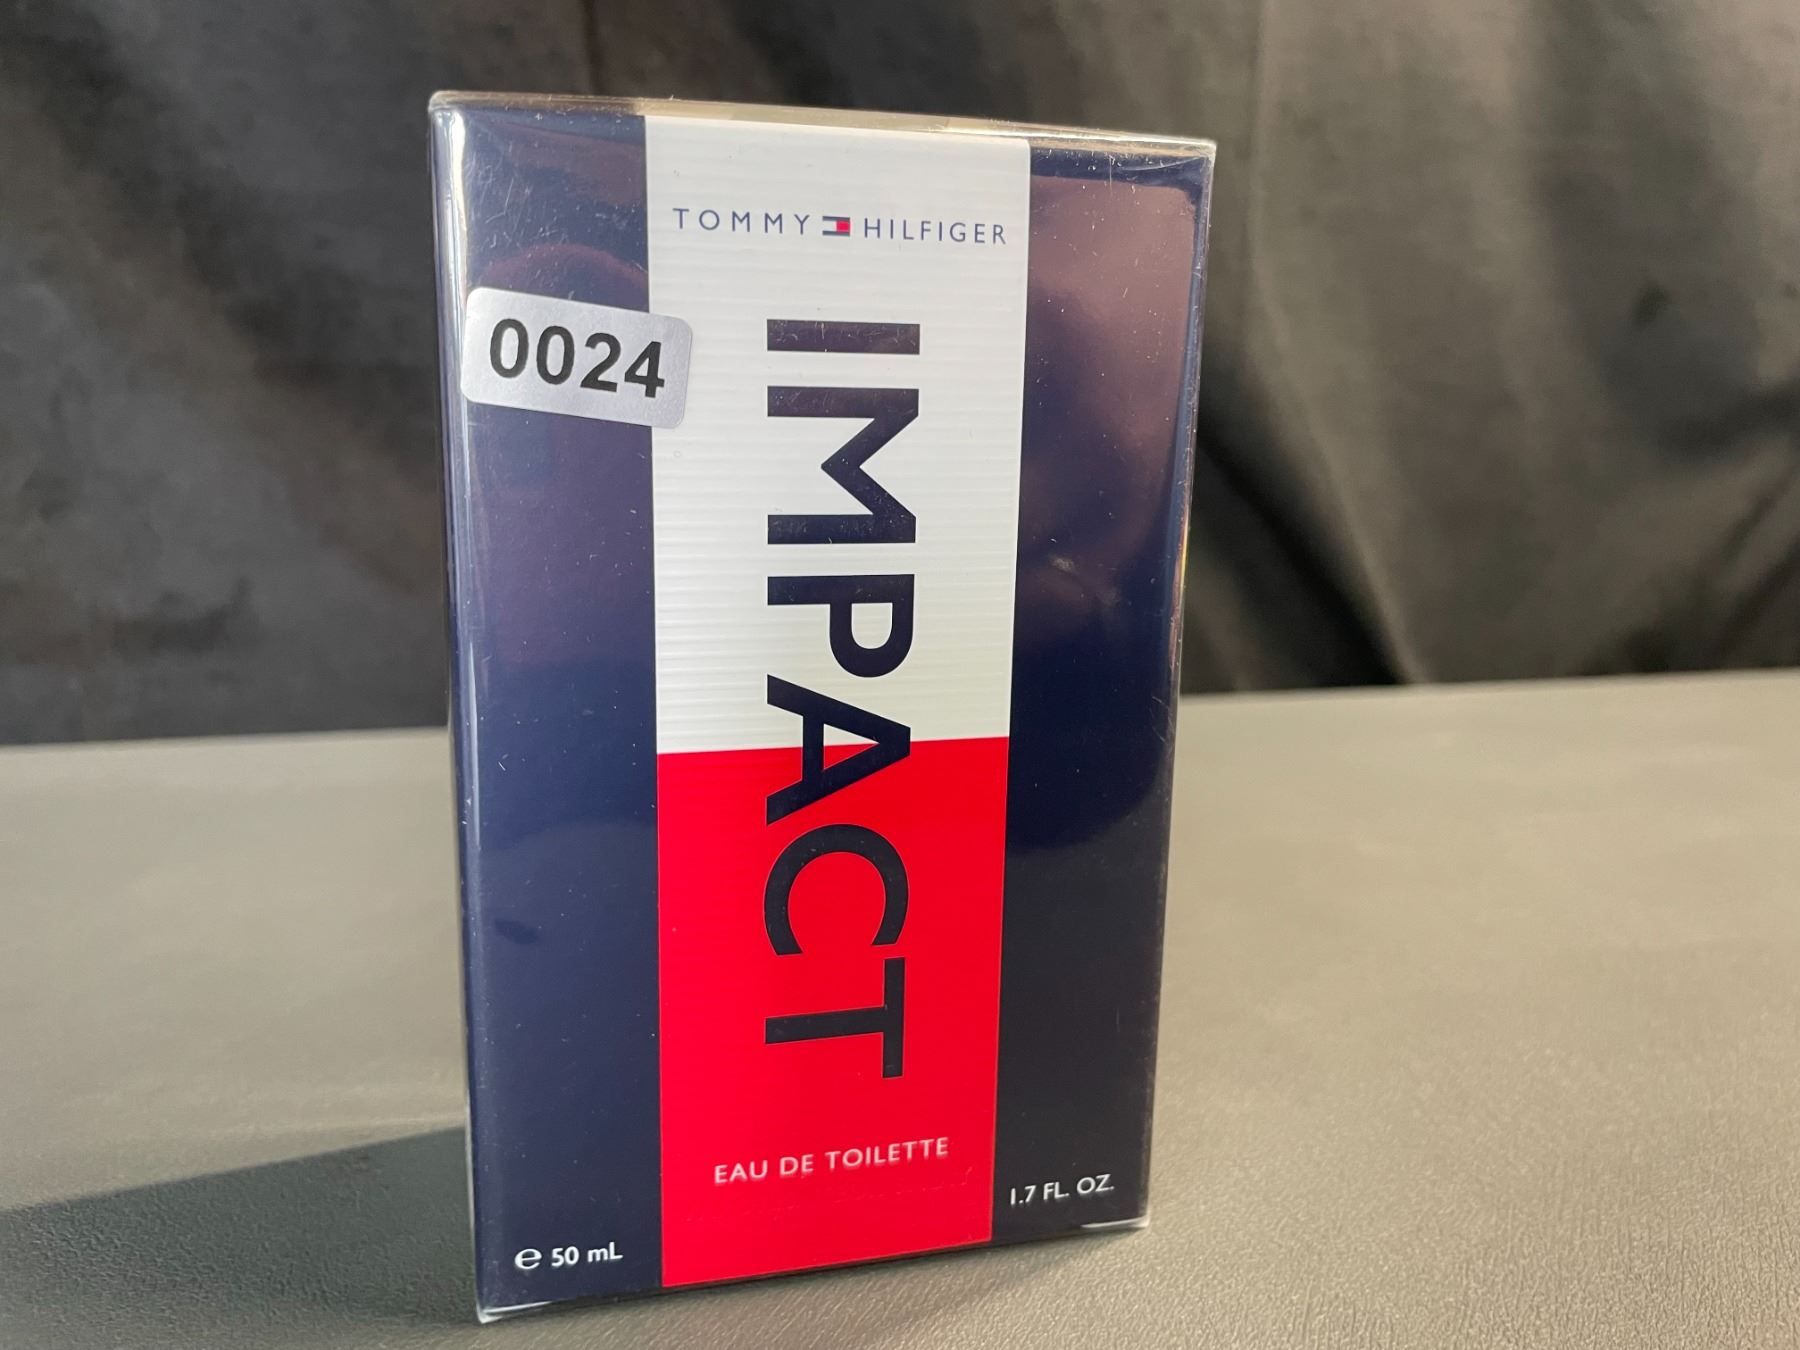 TOMMY HILFIGER
0024
IMPACT
EAU DE TOILETTE
1.7 FL. OZ.
℮ 50 mL